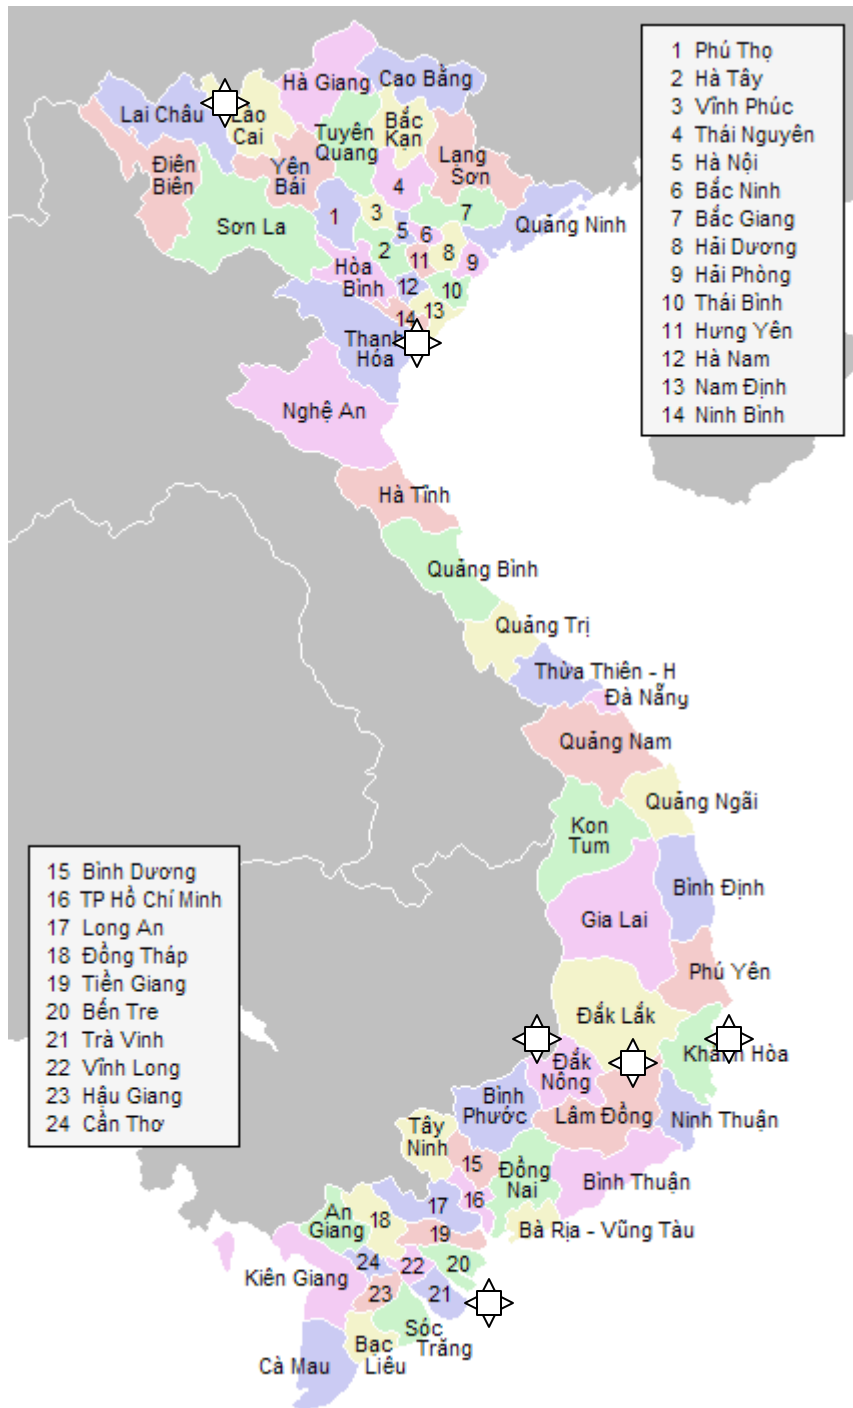 1 Phú Thọ
2 Hà Tây
3 Vĩnh Phúc
4 Thái Nguyên
5 Hà Nội
6 Bắc Ninh
7 Bắc Giang
8 Hải Dương
9 Hải Phòng
10 Thái Bình
11 Hưng Yên
12 Hà Nam
13 Nam Định
14 Ninh Bình
Hà Giang
Cao Bằng
Lai Châu
Lào
Cai
Bắc
Kạn
Tuyên
Quang
Lạng
Sơn
Điện
Biên
Yên
Bái
4
Sơn La
1
3
7
Quảng Ninh
5
6
2
11
8
9
Hòa
Bình
12
10
14
13
Thanh
Hóa
Nghệ An
Hà Tĩnh
Quảng Bình
Quảng Trị
Thừa Thiên - H
Đà Nẵng
Quảng Nam
Quảng Ngãi
Kon
Tum
Bình Định
Gia Lai
Phú Yên
Đắk Lắk
Khánh Hòa
Đắk
Nông
Bình
Phước
Lâm Đồng
Ninh Thuận
Tây
Ninh
15
Đồng
Nai
Bình Thuận
16
17
An
Giang
18
19
Bà Rịa - Vũng Tàu
24
22
20
Kiên Giang
23
21
Sóc
Trăng
Bạc
Liêu
Cà Mau
15 Bình Dương
16 TP Hồ Chí Minh
17 Long An
18 Đồng Tháp
19 Tiền Giang
20 Bến Tre
21 Trà Vinh
22 Vĩnh Long
23 Hậu Giang
24 Cần Thơ